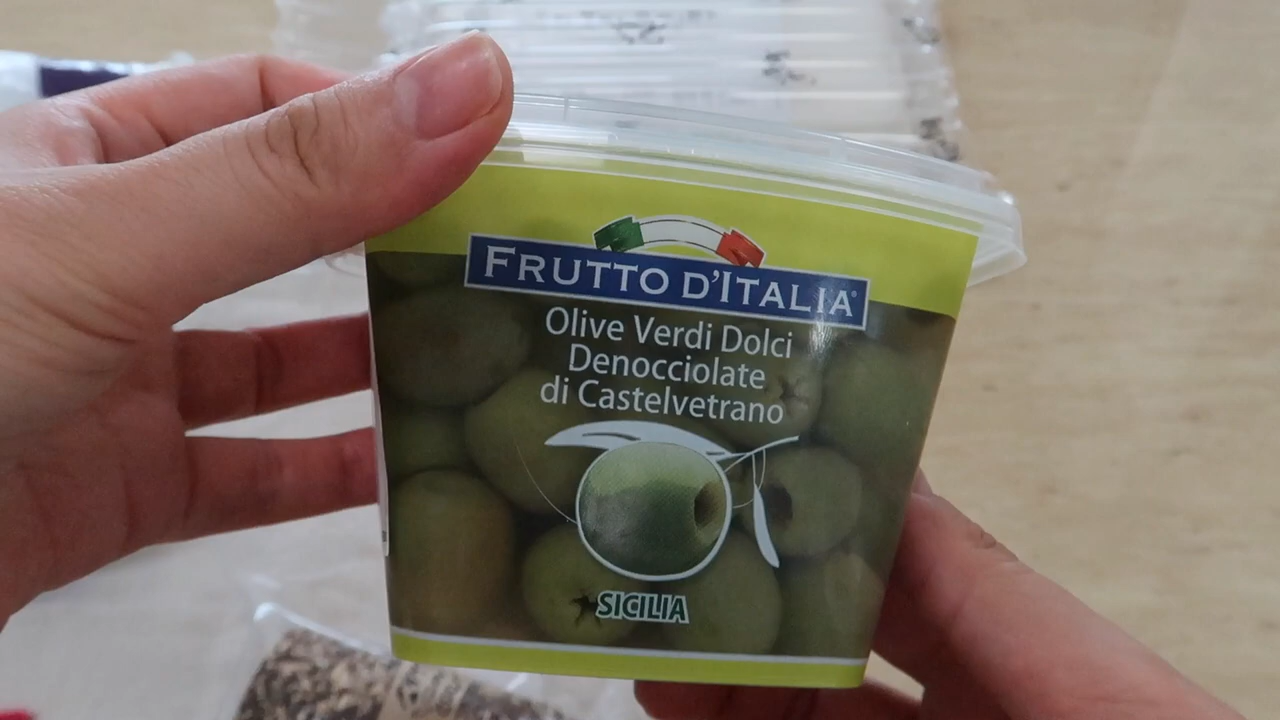 FRUTTO D'ITALIA®
Olive Verdi Dolci
Denocciolate
di Castelvetrano
SICILIA